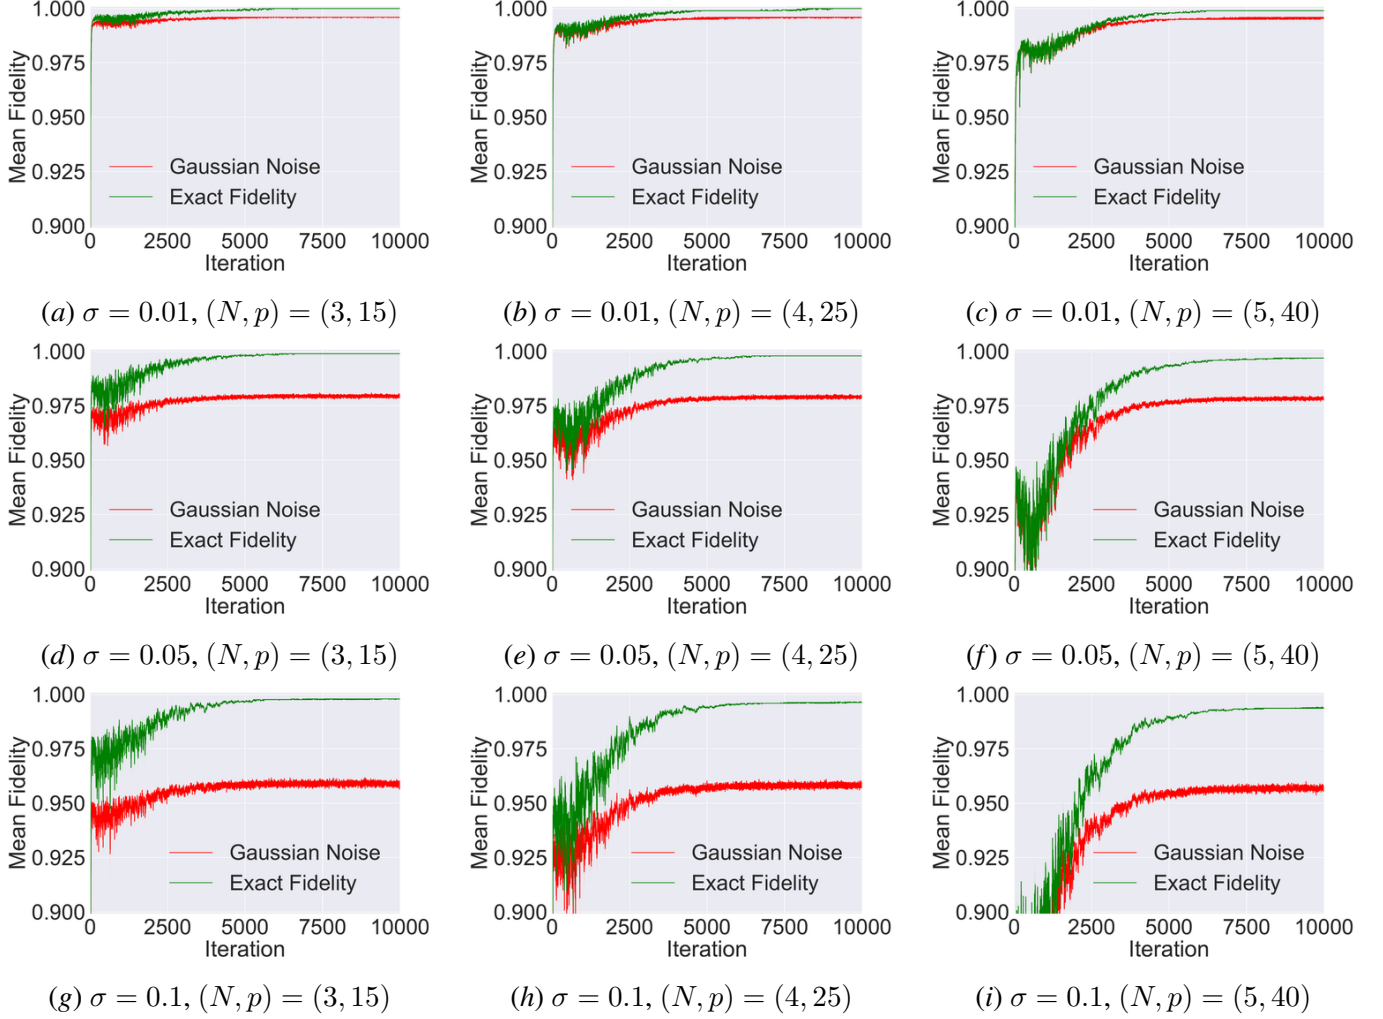 Mean Fidelity
1.000
0.975
0.950
0.925
0.900
Gaussian Noise
Exact Fidelity
0 2500 5000 7500 10000
Iteration
(a) σ = 0.01, (N, p) = (3, 15)
Mean Fidelity
1.000
0.975
0.950
0.925
0.900
Gaussian Noise
Exact Fidelity
0 2500 5000 7500 10000
Iteration
(b) σ = 0.01, (N, p) = (4, 25)
Mean Fidelity
1.000
0.975
0.950
0.925
0.900
Gaussian Noise
Exact Fidelity
0 2500 5000 7500 10000
Iteration
(c) σ = 0.01, (N, p) = (5, 40)
Mean Fidelity
1.000
0.975
0.950
0.925
0.900
Gaussian Noise
Exact Fidelity
0 2500 5000 7500 10000
Iteration
(d) σ = 0.05, (N, p) = (3, 15)
Mean Fidelity
1.000
0.975
0.950
0.925
0.900
Gaussian Noise
Exact Fidelity
0 2500 5000 7500 10000
Iteration
(e) σ = 0.05, (N, p) = (4, 25)
Mean Fidelity
1.000
0.975
0.950
0.925
0.900
Gaussian Noise
Exact Fidelity
0 2500 5000 7500 10000
Iteration
(f) σ = 0.05, (N, p) = (5, 40)
Mean Fidelity
1.000
0.975
0.950
0.925
0.900
Gaussian Noise
Exact Fidelity
0 2500 5000 7500 10000
Iteration
(g) σ = 0.1, (N, p) = (3, 15)
Mean Fidelity
1.000
0.975
0.950
0.925
0.900
Gaussian Noise
Exact Fidelity
0 2500 5000 7500 10000
Iteration
(h) σ = 0.1, (N, p) = (4, 25)
Mean Fidelity
1.000
0.975
0.950
0.925
0.900
Gaussian Noise
Exact Fidelity
0 2500 5000 7500 10000
Iteration
(i) σ = 0.1, (N, p) = (5, 40)